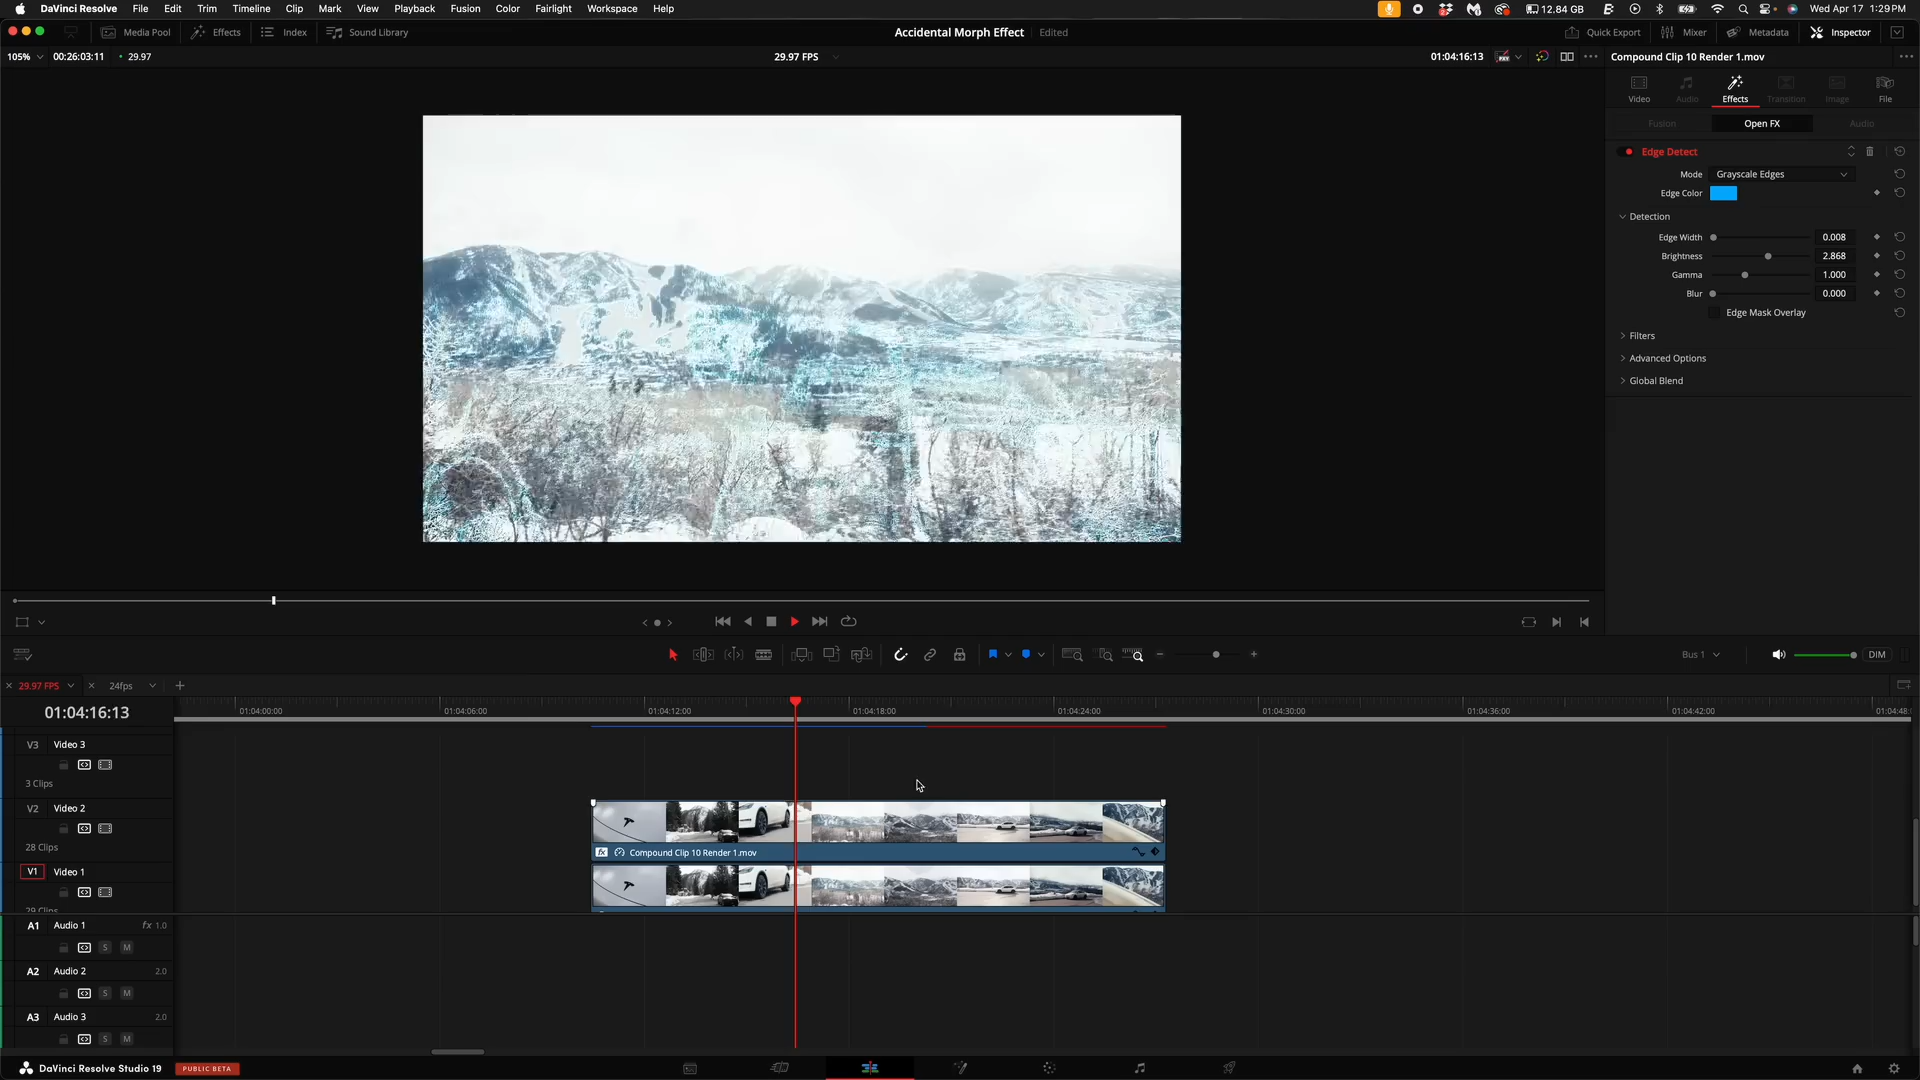 DaVinci Resolve File Edit Trim Timeline Clip Mark View Playback Fusion Color Fairlight Workspace Help 12.84 GB Wed Apr 17 1:29 PM
Media Pool Effects Index Sound Library Accidental Morph Effect Edited Quick Export Mixer Metadata Inspector
105% 00:26:03:11 29.97 29.97 FPS 01:04:16:13 Compound Clip 10 Render 1.mov
Video Audio Effects Transition Image File
Fusion Open FX Audio
Edge Detect
Mode Grayscale Edges
Edge Color
Detection
Edge Width 0.008
Brightness 2.868
Gamma 1.000
Blur 0.000
Edge Mask Overlay
Filters
Advanced Options
Global Blend
Bus 1 DIM
29.97 FPS 24fps
01:04:16:13 01:04:00:00 01:04:06:00 01:04:12:00 01:04:18:00 01:04:24:00 01:04:30:00 01:04:36:00 01:04:42:00 01:04:48:0
V3 Video 3
3 Clips
V2 Video 2
28 Clips
Compound Clip 10 Render 1.mov
V1 Video 1
29 Clips
A1 Audio 1 fx 1.0
S M
A2 Audio 2 2.0
S M
A3 Audio 3 2.0
S M
DaVinci Resolve Studio 19 PUBLIC BETA